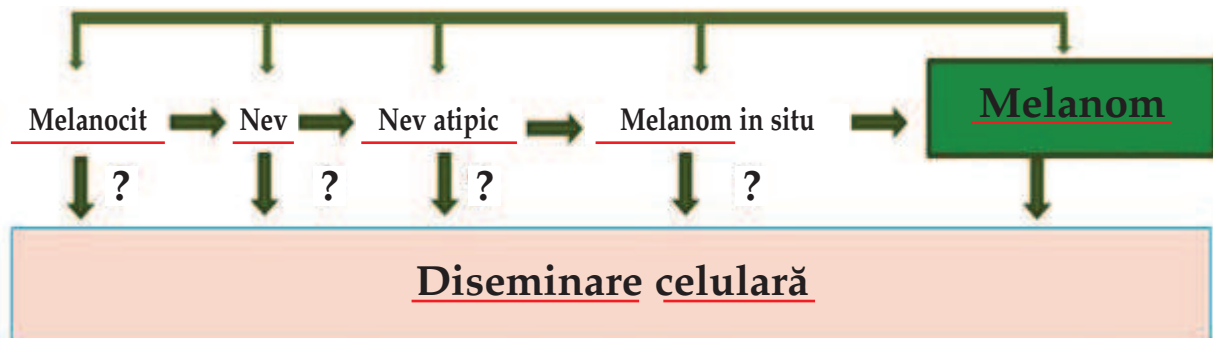 Melanocit Nev Nev atipic Melanom in situ Melanom
? ? ? ?
Diseminare celulară